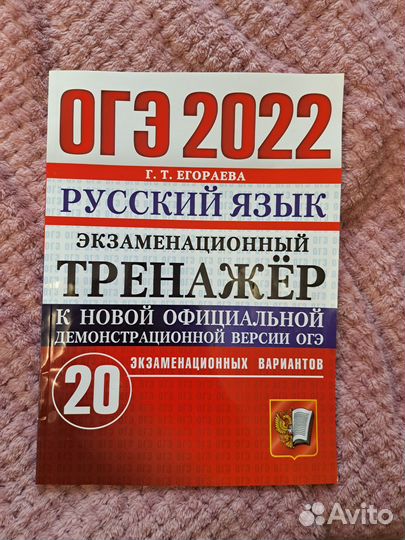 ОГЭ 2022
Г. Т. ЕГОРАЕВА
РУССКИЙ ЯЗЫК
ЭКЗАМЕНАЦИОННЫЙ
ТРЕНАЖЁР
К НОВОЙ ОФИЦИАЛЬНОЙ
ДЕМОНСТРАЦИОННОЙ ВЕРСИИ ОГЭ
20 ЭКЗАМЕНАЦИОННЫХ ВАРИАНТОВ
Avito